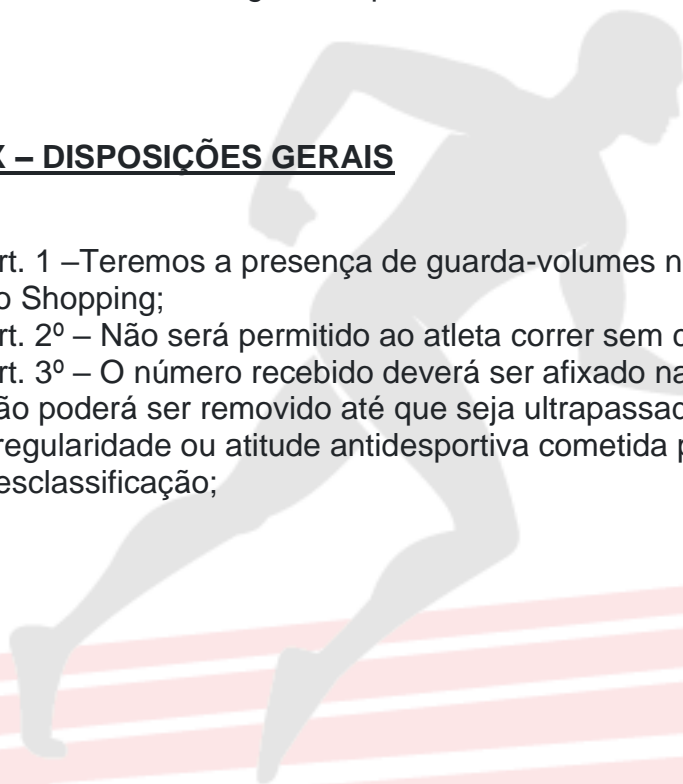 X – DISPOSIÇÕES GERAIS
rt. 1 –Teremos a presença de guarda-volumes n
o Shopping;
rt. 2º – Não será permitido ao atleta correr sem
rt. 3º – O número recebido deverá ser afixado na
ão poderá ser removido até que seja ultrapassad
regularidade ou atitude antidesportiva cometida p
esclassificação;